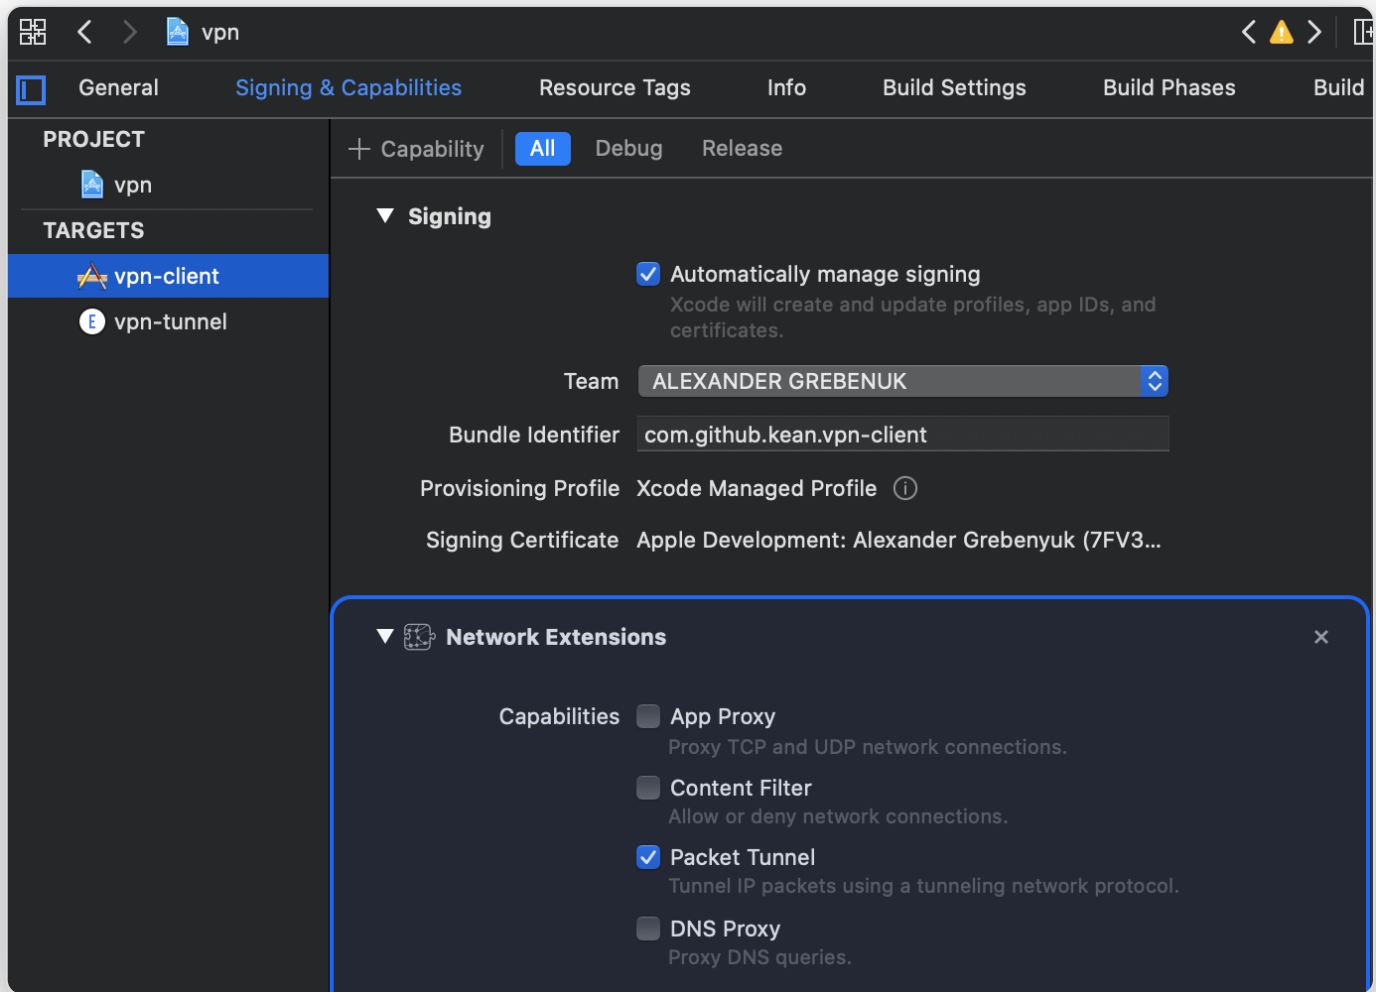 vpn
General Signing & Capabilities Resource Tags Info Build Settings Build Phases Build
PROJECT
vpn
TARGETS
vpn-client
E vpn-tunnel
+ Capability All Debug Release
Signing
Automatically manage signing
Xcode will create and update profiles, app IDs, and
certificates.
Team ALEXANDER GREBENUK
Bundle Identifier com.github.kean.vpn-client
Provisioning Profile Xcode Managed Profile
Signing Certificate Apple Development: Alexander Grebenyuk (7FV3...
Network Extensions
Capabilities App Proxy
Proxy TCP and UDP network connections.
Content Filter
Allow or deny network connections.
Packet Tunnel
Tunnel IP packets using a tunneling network protocol.
DNS Proxy
Proxy DNS queries.